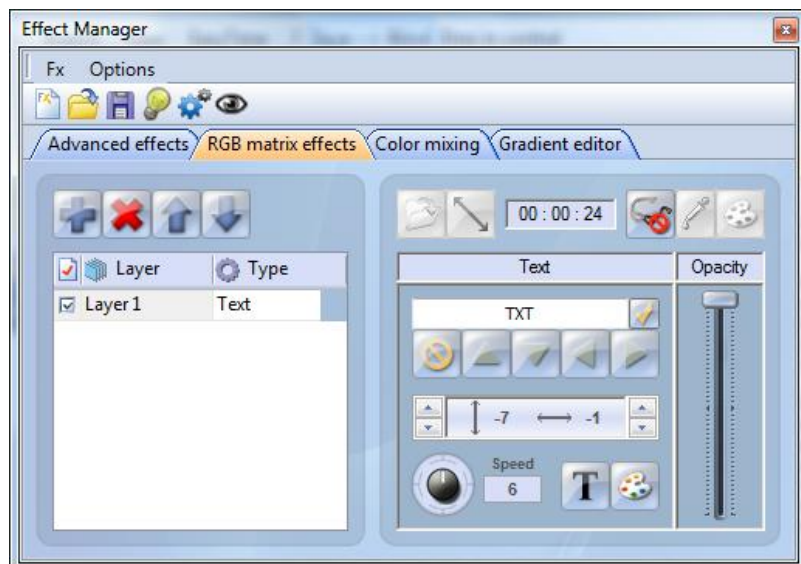 Effect Manager
Fx Options
Advanced effects RGB matrix effects Color mixing Gradient editor
00 : 00 : 24
Layer Type
Text Opacity
Layer 1 Text
TXT
-7 -1
Speed
6
T